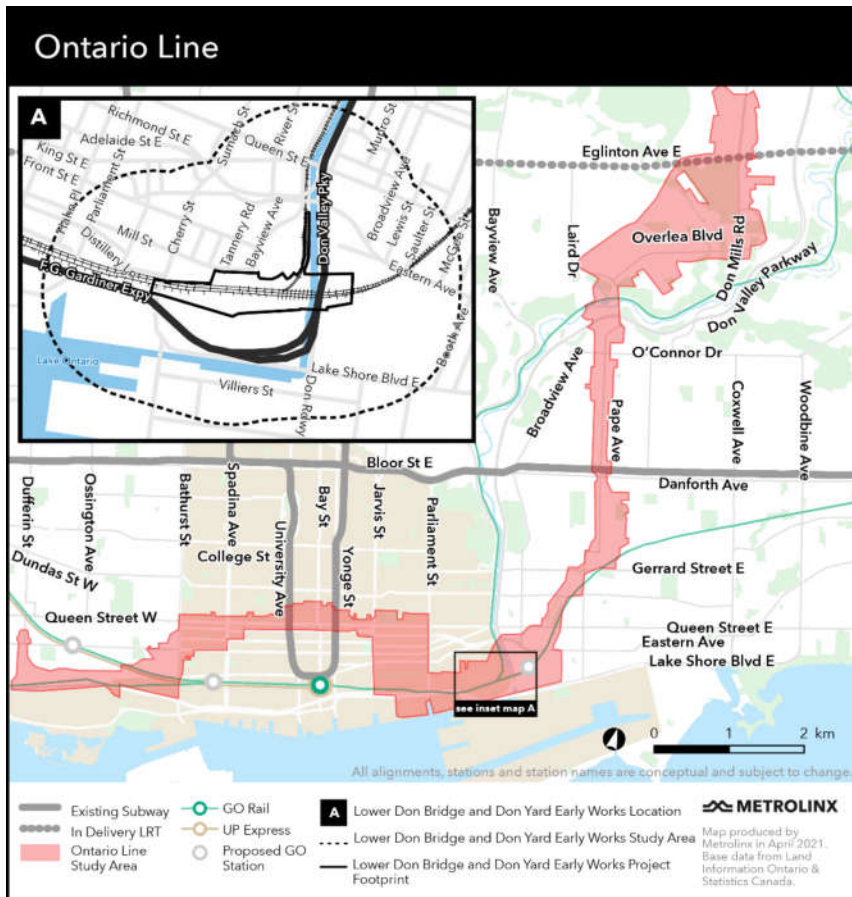 Ontario Line
A
Richmond St E
Adelaide St E
King St E
Front St E
Parliament St
Sumach St
River St
Queen St E
Munro St
Mill St
Cherry St
Distillery Ln
Tannery Rd
Bayview Ave
Don Valley Pky
Broadview Ave
Lewis St
Saulter St
McGee St
Eastern Ave
F.G. Gardiner Expy
Booth Ave
Lake Ontario
Lake Shore Blvd E
Villiers St
Don Rdwy
Eglinton Ave E
Bayview Ave
Laird Dr
Overlea Blvd
Don Mills RD
Don Valley Parkway
O'Connor Dr
Broadview Ave
Pape Ave
Coxwell Ave
Woodbine Ave
Bloor St E
Danforth Ave
Dufferin St
Ossington Ave
Bathurst St
Spadina Ave
University Ave
Bay St
Yonge St
Jarvis St
Parliament St
College St
Dundas St W
Gerrard Street E
Queen Street W
Queen Street E
Eastern Ave
Lake Shore Blvd E
see inset map A
0 1 2 km
All alignments, stations and station names are conceptual and subject to change.
Existing Subway
In Delivery LRT
Ontario Line
Study Area
GO Rail
UP Express
Proposed GO
Station
A Lower Don Bridge and Don Yard Early Works Location
Lower Don Bridge and Don Yard Early Works Study Area
Lower Don Bridge and Don Yard Early Works Project
Footprint
METROLINX
Map produced by
Metrolinx in April 2021.
Base data from Land
Information Ontario &
Statistics Canada.